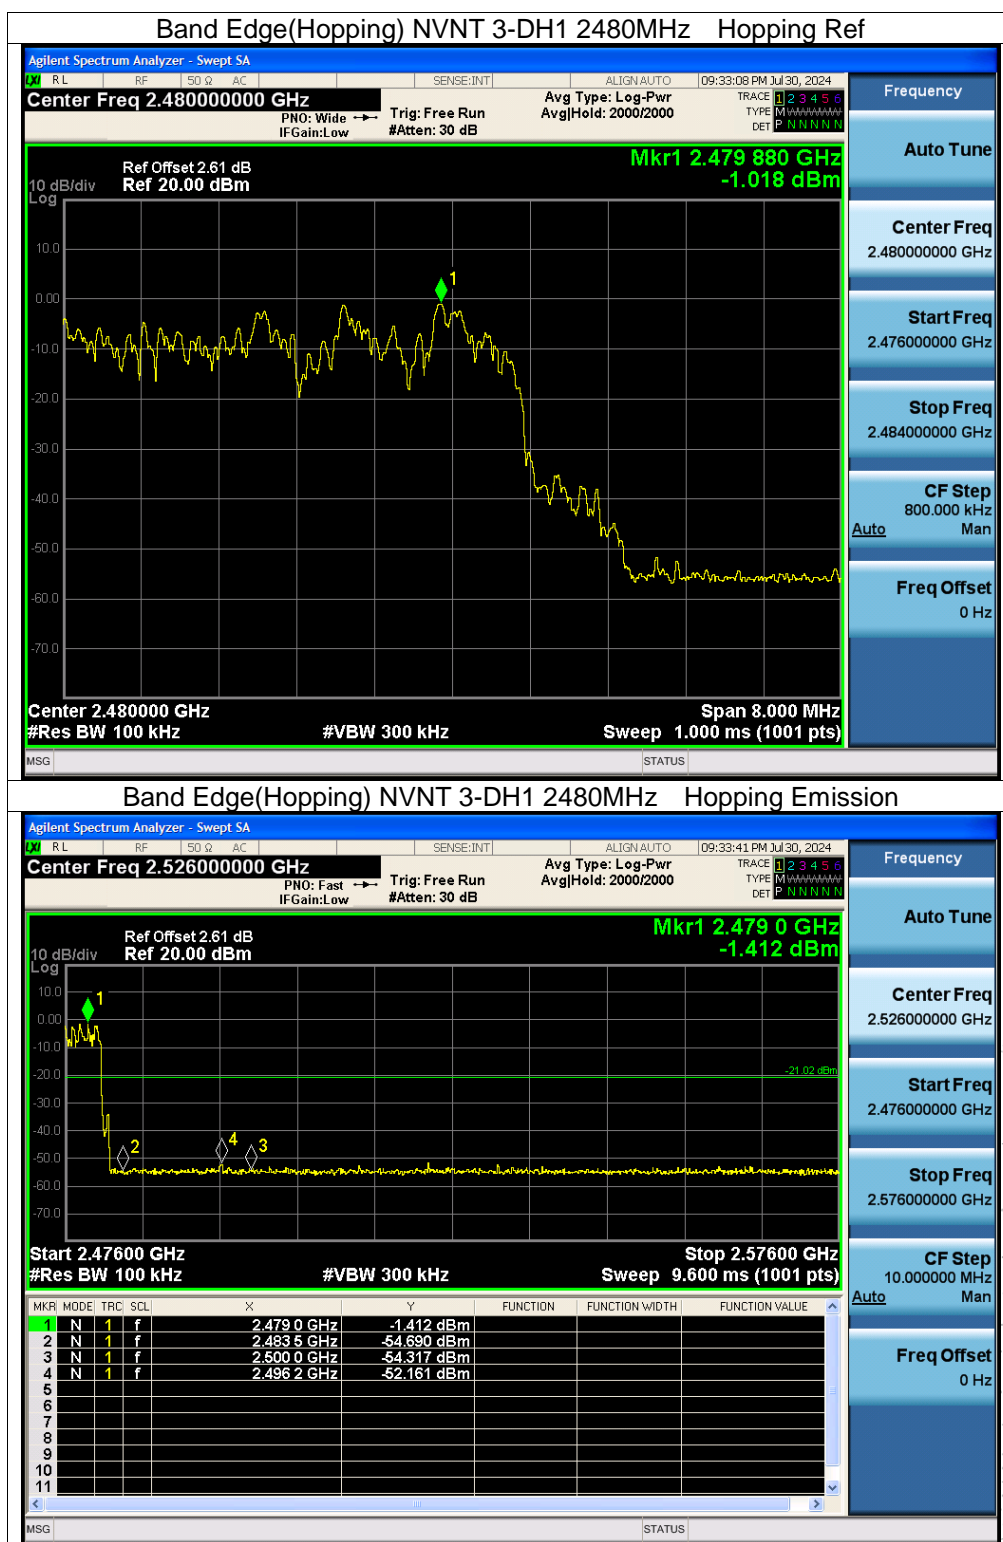 Band Edge(Hopping) NVNT 3-DH1 2480MHz Hopping Ref
Agilent Spectrum Analyzer - Swept SA
LXI RL RF 50 Ω AC SENSE:INT ALIGN AUTO 09:33:08 PM Jul 30, 2024
Center Freq 2.480000000 GHz
PNO: Wide
IFGain:Low
Trig: Free Run
#Atten: 30 dB
Avg Type: Log-Pwr
Avg|Hold: 2000/2000
TRACE 1 2 3 4 5 6
TYPE M
DET P N N N N N
Frequency
Auto Tune
Center Freq
2.480000000 GHz
Start Freq
2.476000000 GHz
Stop Freq
2.484000000 GHz
CF Step
800.000 kHz
Auto Man
Freq Offset
0 Hz
Mkr1 2.479 880 GHz
-1.018 dBm
Ref Offset 2.61 dB
10 dB/div Ref 20.00 dBm
Log
10.0
0.00
-10.0
-20.0
-30.0
-40.0
-50.0
-60.0
-70.0
1
Center 2.480000 GHz Span 8.000 MHz
#Res BW 100 kHz #VBW 300 kHz Sweep 1.000 ms (1001 pts)
MSG STATUS
Band Edge(Hopping) NVNT 3-DH1 2480MHz Hopping Emission
Agilent Spectrum Analyzer - Swept SA
LXI RL RF 50 Ω AC SENSE:INT ALIGN AUTO 09:33:41 PM Jul 30, 2024
Center Freq 2.526000000 GHz
PNO: Fast
IFGain:Low
Trig: Free Run
#Atten: 30 dB
Avg Type: Log-Pwr
Avg|Hold: 2000/2000
TRACE 1 2 3 4 5 6
TYPE M
DET P N N N N N
Frequency
Auto Tune
Center Freq
2.526000000 GHz
Start Freq
2.476000000 GHz
Stop Freq
2.576000000 GHz
CF Step
10.000000 MHz
Auto Man
Freq Offset
0 Hz
Mkr1 2.479 0 GHz
-1.412 dBm
Ref Offset 2.61 dB
10 dB/div Ref 20.00 dBm
Log
10.0
0.00
-10.0
-20.0
-30.0
-40.0
-50.0
-60.0
-70.0
1
-21.02 dBm
2 4 3
Start 2.47600 GHz Stop 2.57600 GHz
#Res BW 100 kHz #VBW 300 kHz Sweep 9.600 ms (1001 pts)
MKR MODE TRC SCL X Y FUNCTION FUNCTION WIDTH FUNCTION VALUE
1 N 1 f 2.479 0 GHz -1.412 dBm
2 N 1 f 2.483 5 GHz -54.690 dBm
3 N 1 f 2.500 0 GHz -54.317 dBm
4 N 1 f 2.496 2 GHz -52.161 dBm
5
6
7
8
9
10
11
MSG STATUS